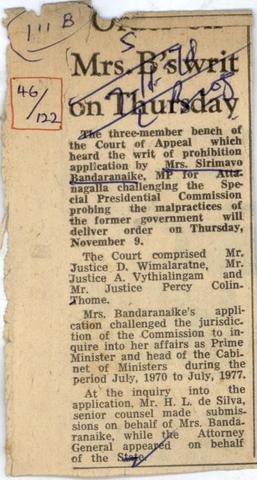 111 B
Order on
Mrs. B's writ
on Thursday
46/
122
The three-member bench of
the Court of Appeal which
heard the writ of prohibition
application by Mrs. Sirimavo
Bandaranaike, MP for Atta-
nagalla challenging the Spe-
cial Presidential Commission
probing the malpractices of
the former government will
deliver order on Thursday,
November 9.
The Court comprised Mr.
Justice D. Wimalaratne, Mr.
Justice A. Vythialingam and
Mr. Justice Percy Colin-
Thome.
Mrs. Bandaranaike's appli-
cation challenged the jurisdic-
tion of the Commission to in-
quire into her affairs as Prime
Minister and head of the Cabi-
net of Ministers during the
period July, 1970 to July, 1977.
At the inquiry into the
application, Mr. H. L. de Silva,
senior counsel made submis-
sions on behalf of Mrs. Banda-
ranaike, while the Attorney
General appeared on behalf
of the State.